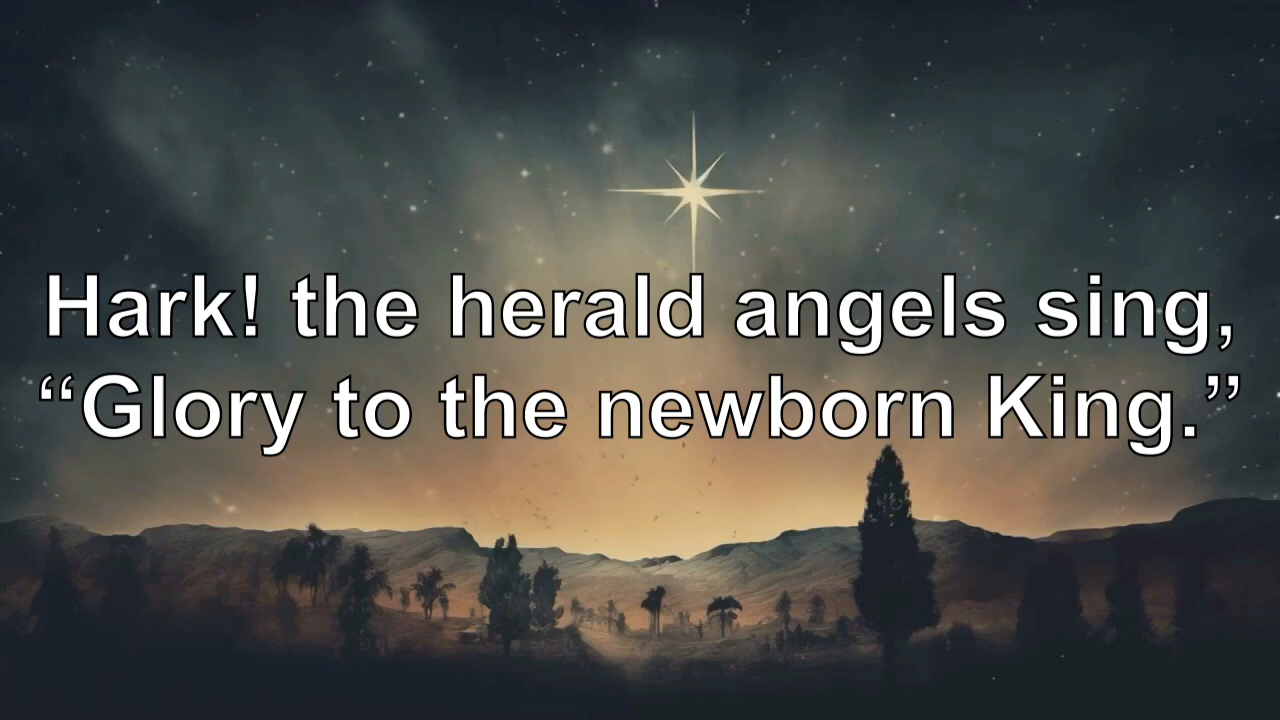 Hark! the herald angels sing,
“Glory to the newborn King.”